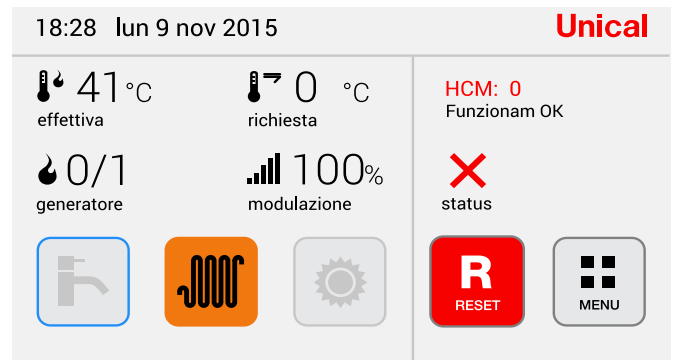 18:28 lun 9 nov 2015 Unical
41°C
effettiva
0 °C
richiesta
HCM: 0
Funzionam OK
0/1
generatore
100%
modulazione
status
R
RESET
MENU